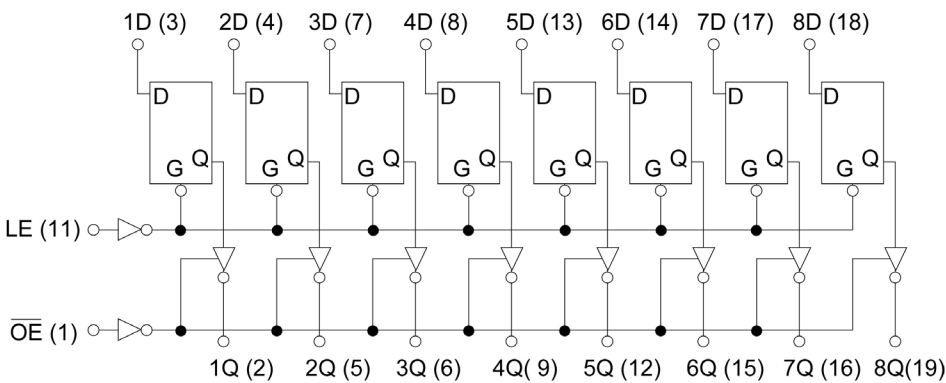 1D (3) 2D (4) 3D (7) 4D (8) 5D (13) 6D (14) 7D (17) 8D (18)
D D D D D D D D
Q Q Q Q Q Q Q Q
G G G G G G G G
LE (11)
OE (1)
1Q (2) 2Q (5) 3Q (6) 4Q( 9) 5Q (12) 6Q (15) 7Q (16) 8Q(19)